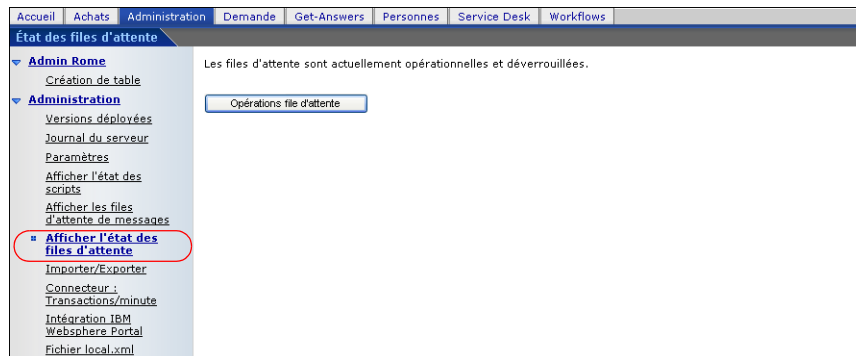 Accueil Achats Administration Demande Get-Answers Personnes Service Desk Workflows
État des files d'attente
Admin Rome
Création de table
Administration
Versions déployées
Journal du serveur
Paramètres
Afficher l'état des
scripts
Afficher les files
d'attente de messages
Afficher l'état des
files d'attente
Importer/Exporter
Connecteur :
Transactions/minute
Intégration IBM
Websphere Portal
Fichier local.xml
Les files d'attente sont actuellement opérationnelles et déverrouillées.
Opérations file d'attente